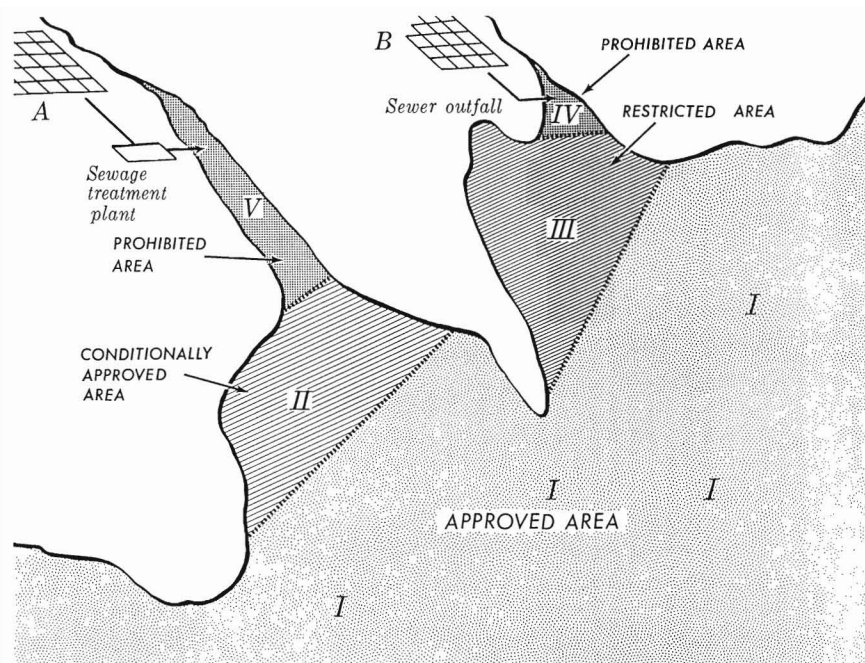 A
B
PROHIBITED AREA
Sewer outfall
IV
RESTRICTED AREA
Sewage
treatment
plant
V
III
PROHIBITED
AREA
I
CONDITIONALLY
APPROVED
AREA
II
I
I
APPROVED AREA
I